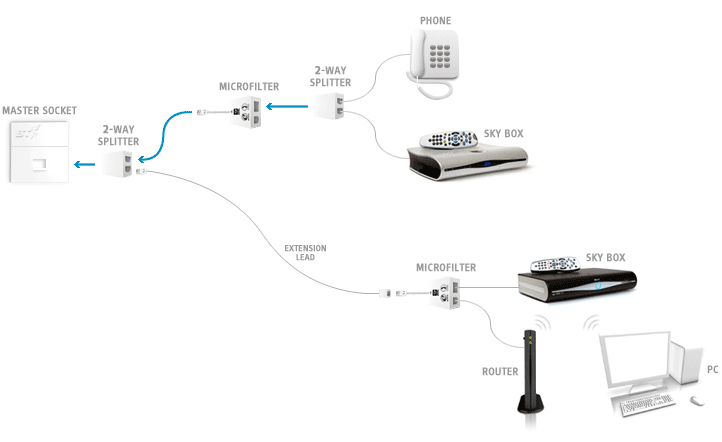 PHONE
2-WAY
SPLITTER
MICROFILTER
SKY BOX
MASTER SOCKET
2-WAY
SPLITTER
EXTENSION
LEAD
MICROFILTER
SKY BOX
ROUTER
PC